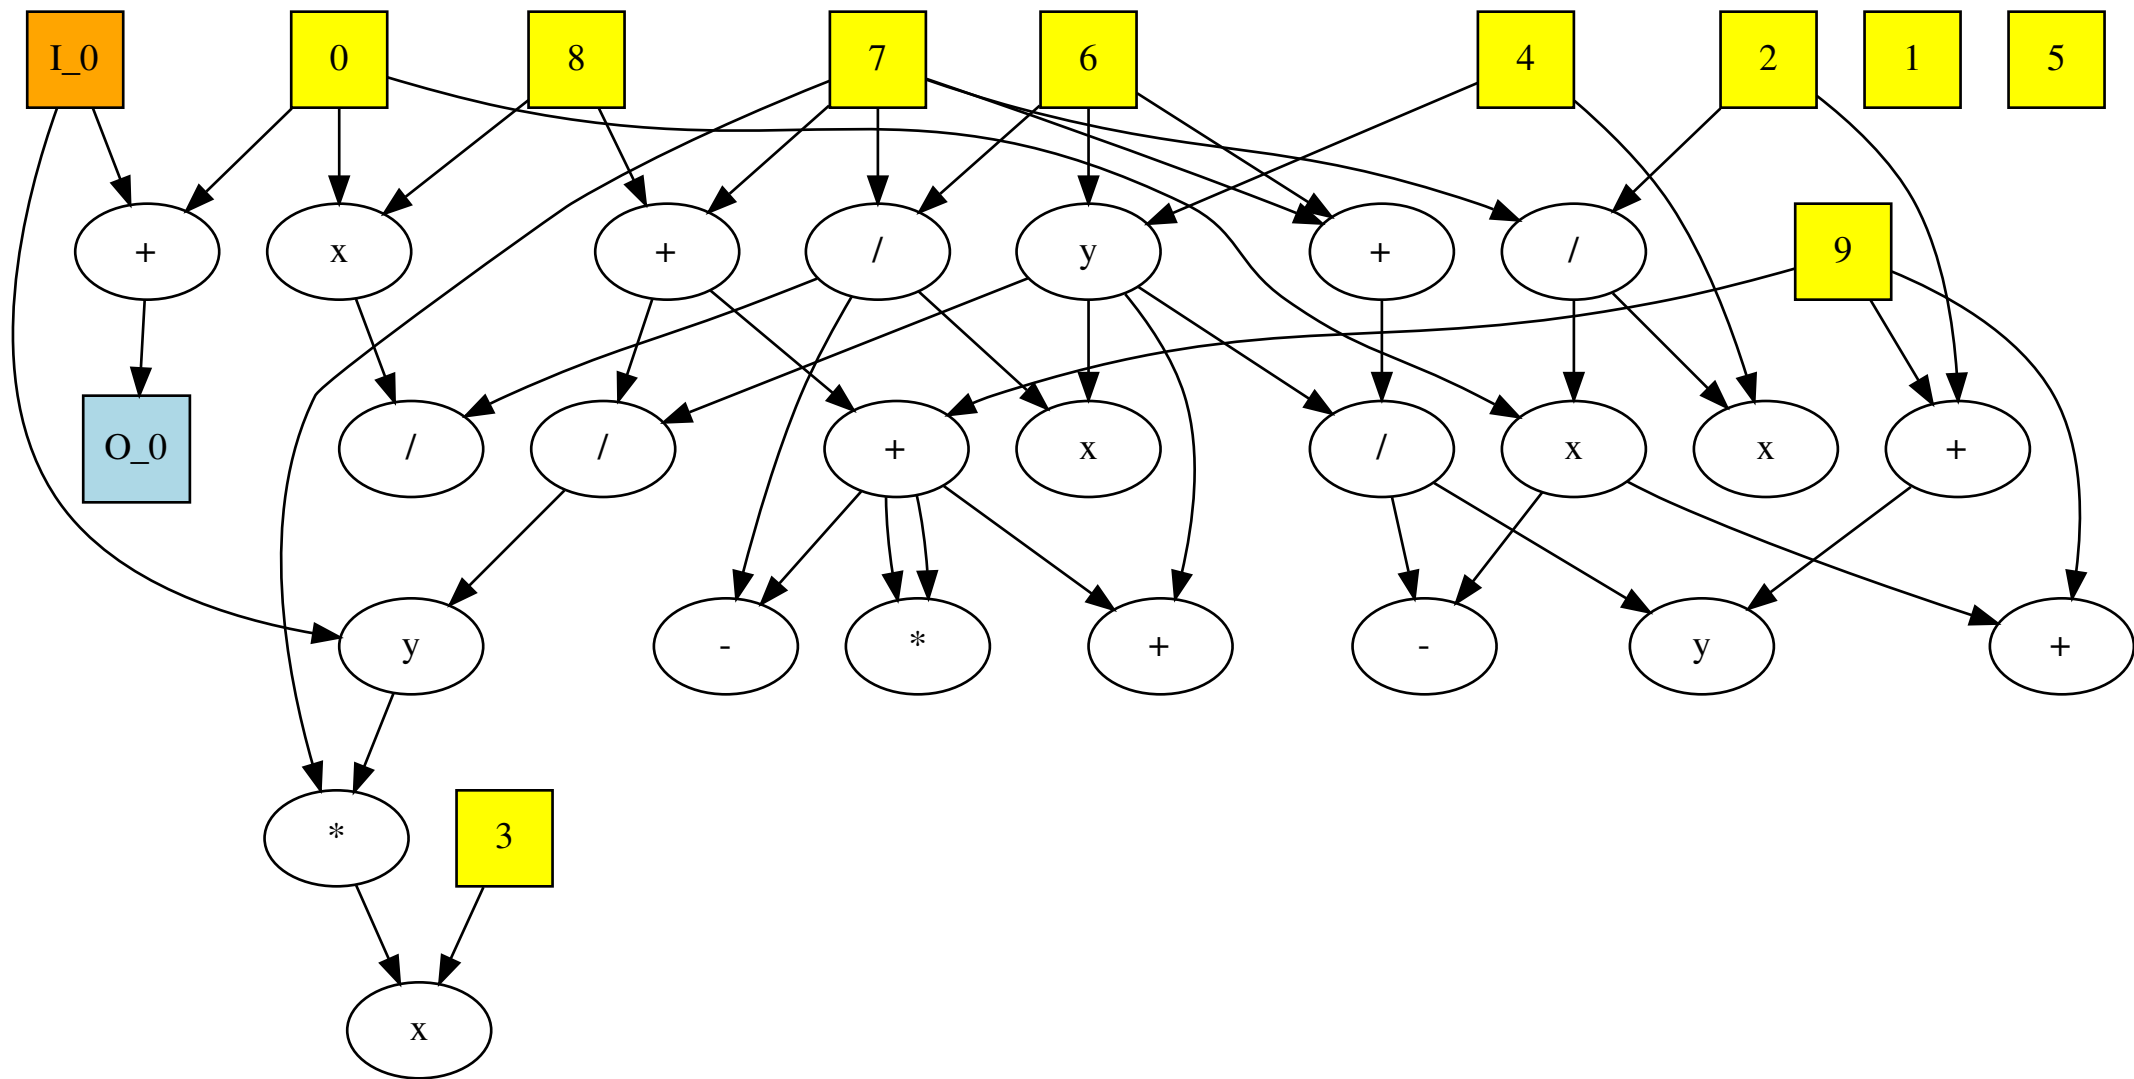 I_0 0 8 7 6 4 2 1 5
+ x + / y + / 9
O_0 / / + x / x x +
y - * + - y +
* 3
x